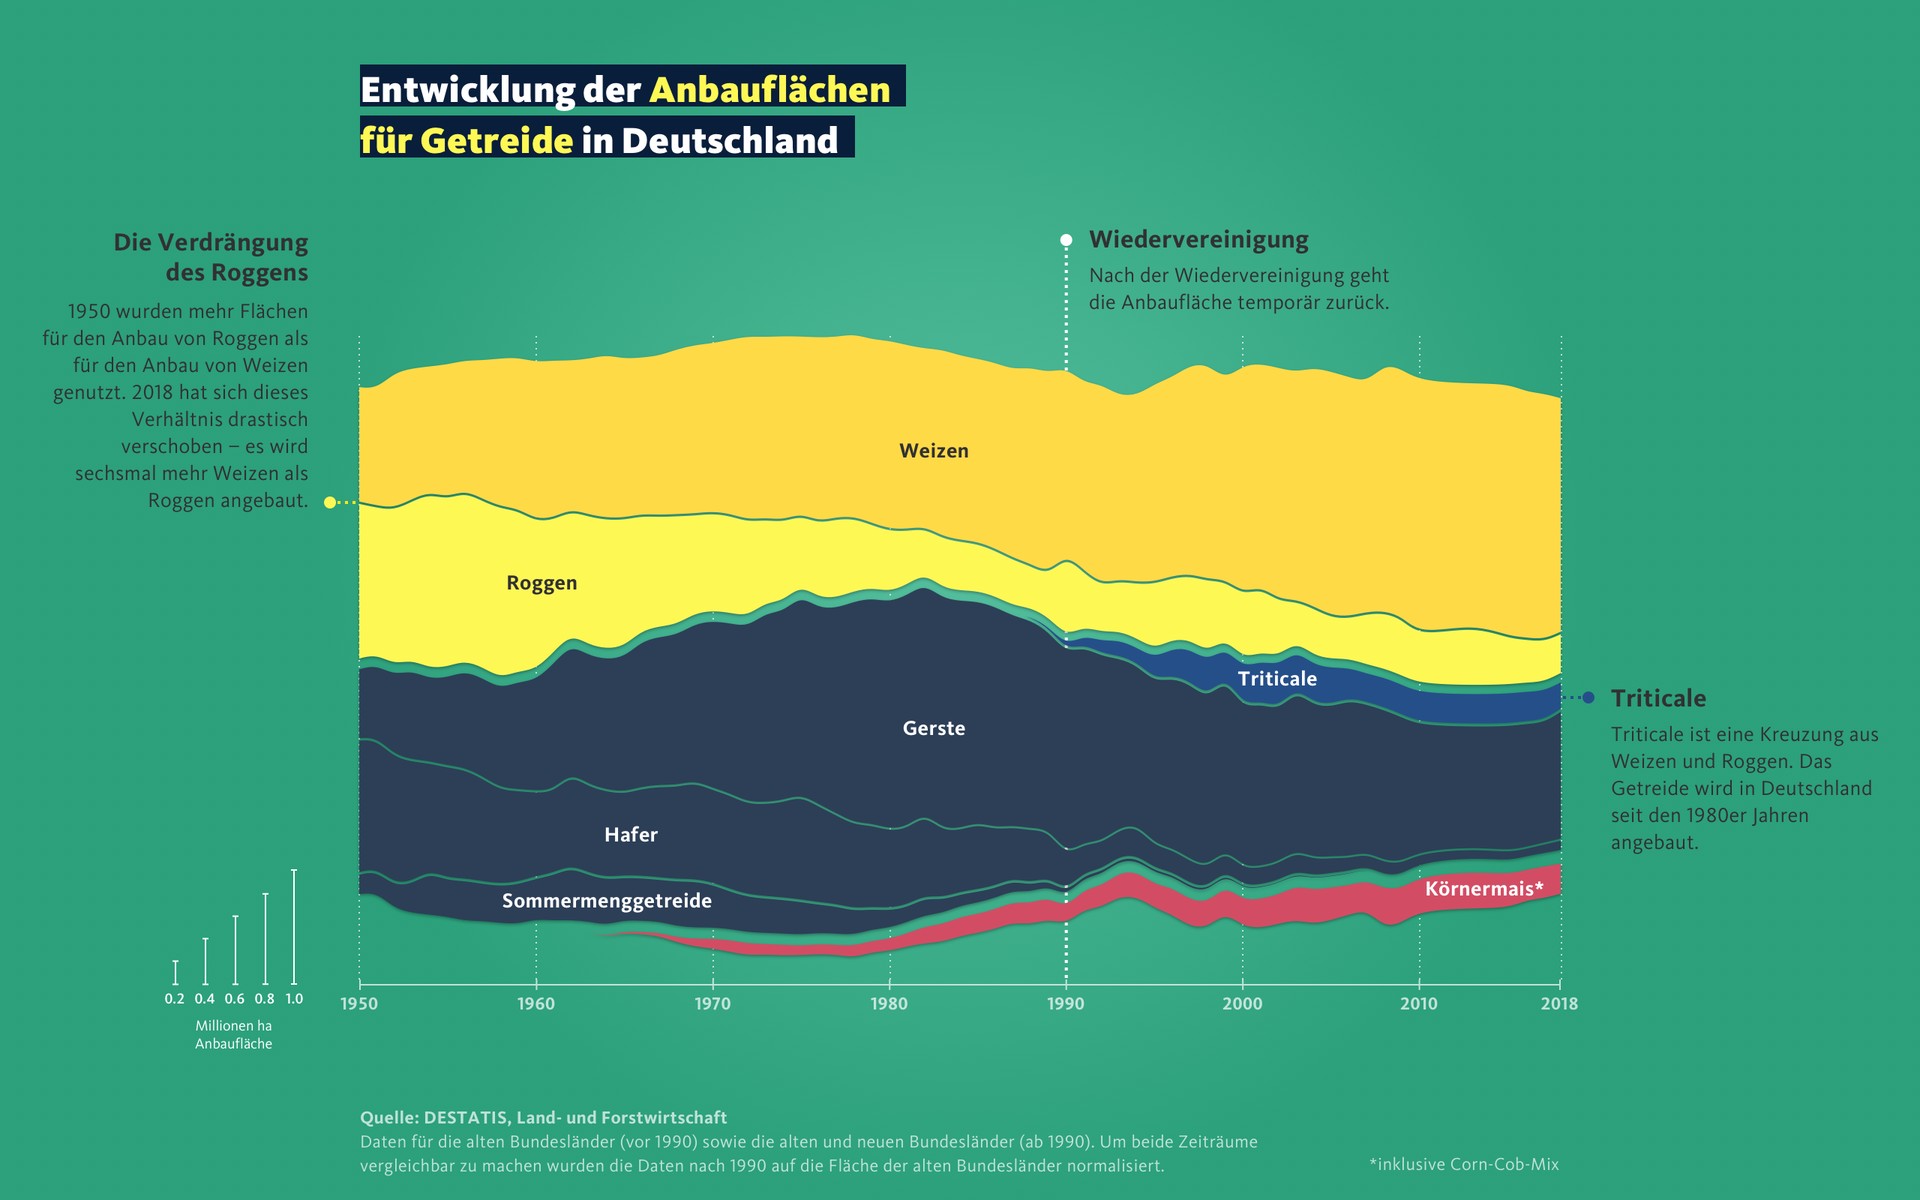 Entwicklung der Anbauflächen
für Getreide in Deutschland
Die Verdrängung
des Roggens
1950 wurden mehr Flächen
für den Anbau von Roggen als
für den Anbau von Weizen
genutzt. 2018 hat sich dieses
Verhältnis drastisch
verschoben – es wird
sechsmal mehr Weizen als
Roggen angebaut.
Wiedervereinigung
Nach der Wiedervereinigung geht
die Anbaufläche temporär zurück.
Weizen
Roggen
Triticale
Gerste
Hafer
Sommermenggetreide
Körnermais*
Triticale
Triticale ist eine Kreuzung aus
Weizen und Roggen. Das
Getreide wird in Deutschland
seit den 1980er Jahren
angebaut.
0.2 0.4 0.6 0.8 1.0
Millionen ha
Anbaufläche
1950 1960 1970 1980 1990 2000 2010 2018
Quelle: DESTATIS, Land- und Forstwirtschaft
Daten für die alten Bundesländer (vor 1990) sowie die alten und neuen Bundesländer (ab 1990). Um beide Zeiträume
vergleichbar zu machen wurden die Daten nach 1990 auf die Fläche der alten Bundesländer normalisiert.
*inklusive Corn-Cob-Mix